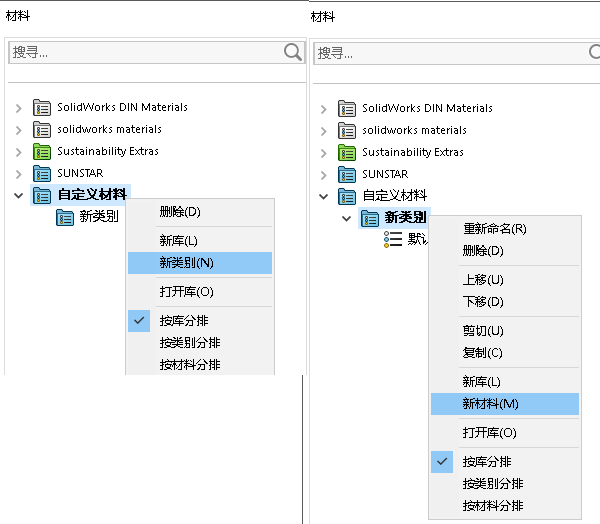 材料
搜寻...
SolidWorks DIN Materials
solidworks materials
Sustainability Extras
SUNSTAR
自定义材料
新类别
删除(D)
新库(L)
新类别(N)
打开库(O)
按库分排
按类别分排
按材料分排
材料
搜寻...
SolidWorks DIN Materials
solidworks materials
Sustainability Extras
SUNSTAR
自定义材料
新类别
默认
重新命名(R)
删除(D)
上移(U)
下移(D)
剪切(U)
复制(C)
新库(L)
新材料(M)
打开库(O)
按库分排
按类别分排
按材料分排